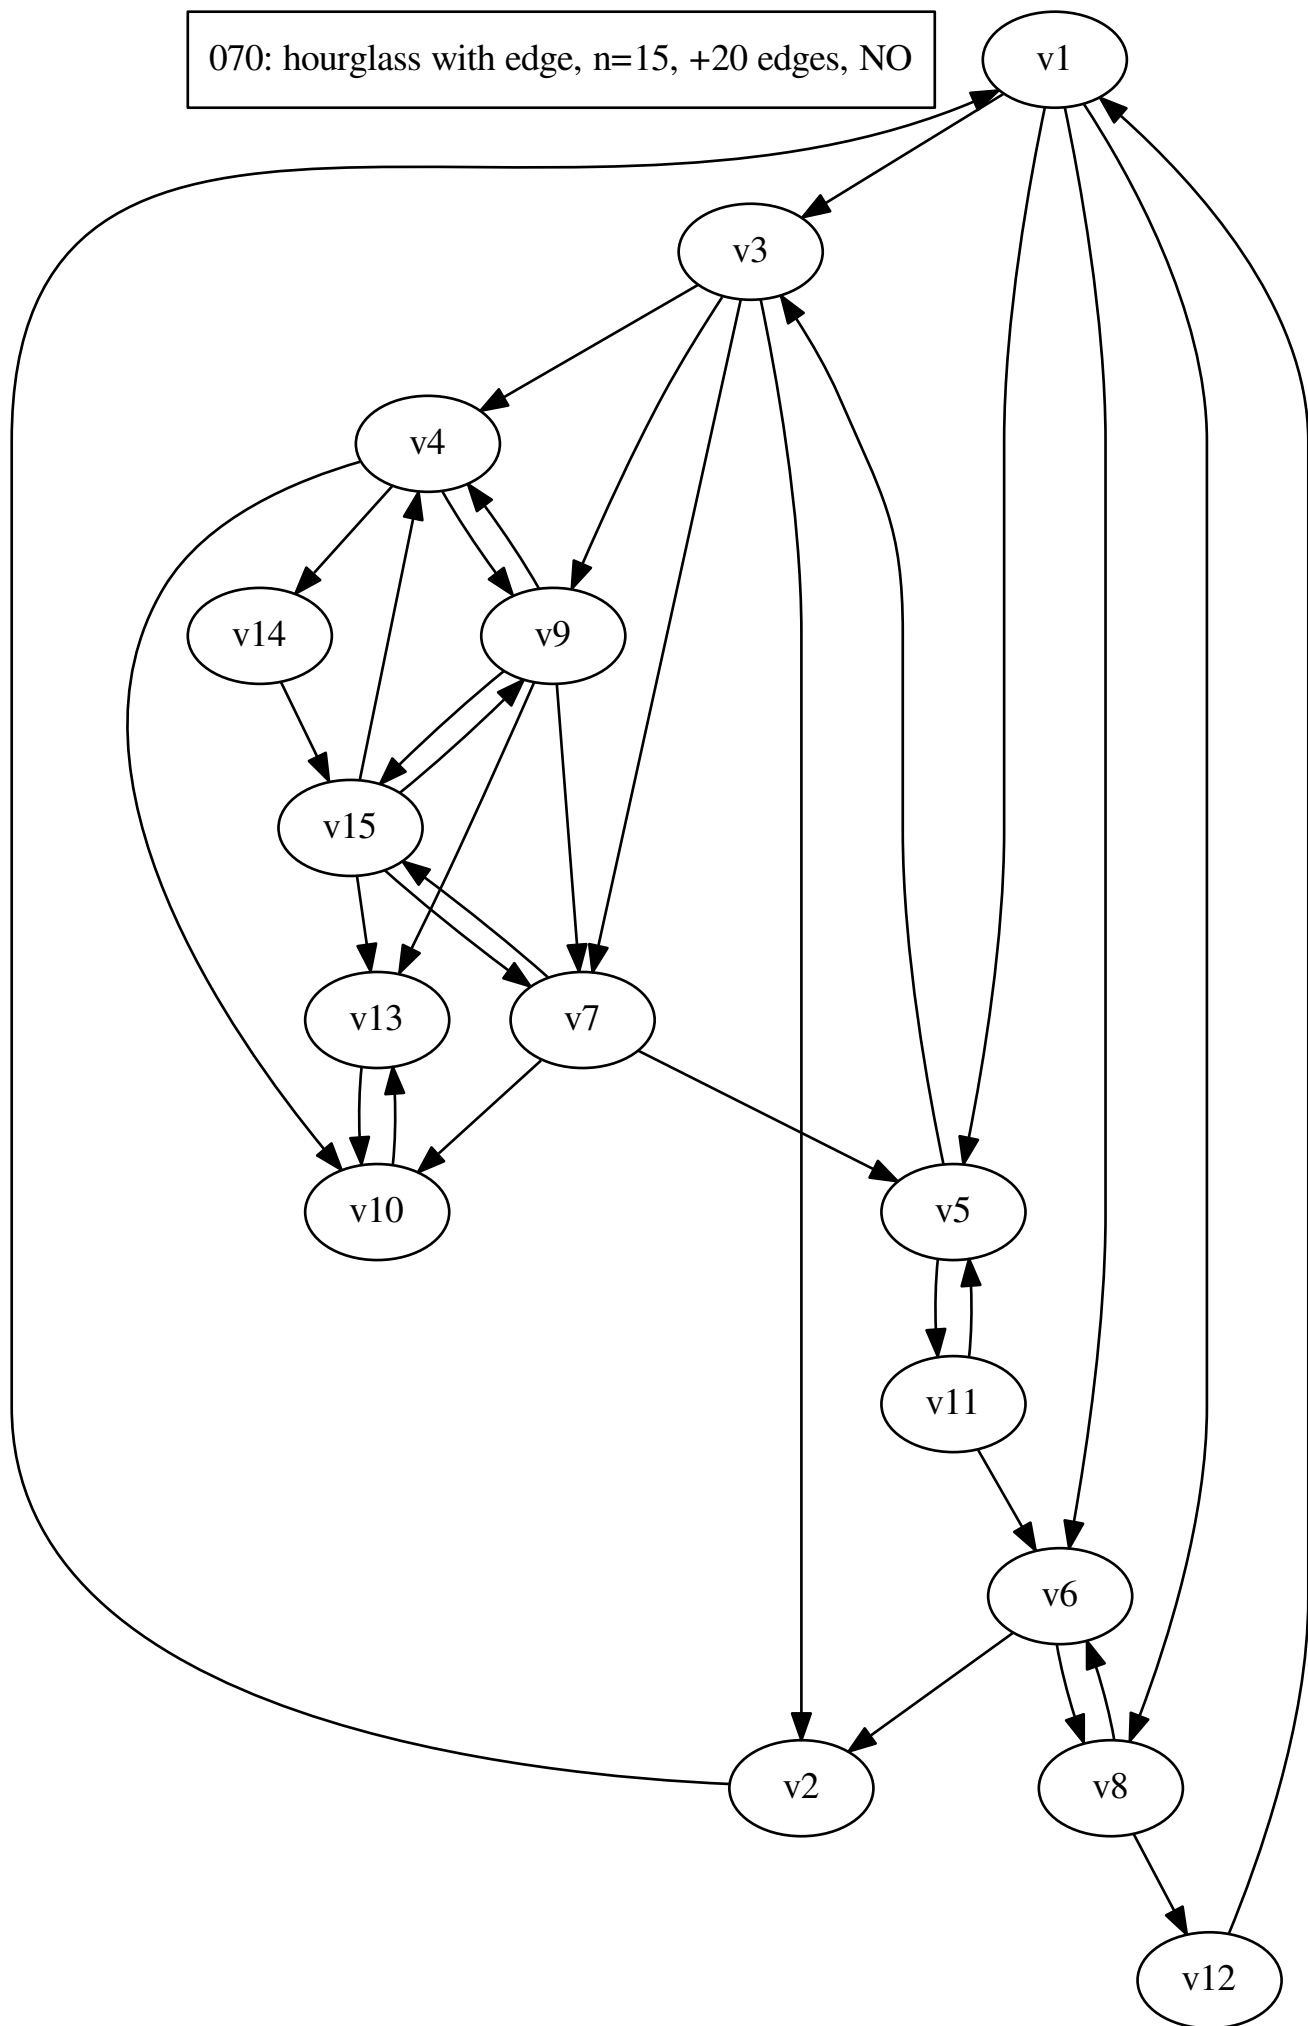 070: hourglass with edge, n=15, +20 edges, NO
v1
v3
v4
v14
v9
v15
v13
v7
v10
v5
v11
v6
v2
v8
v12